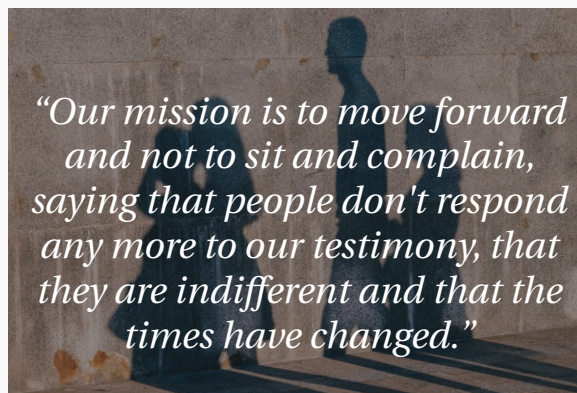 “Our mission is to move forward
and not to sit and complain,
saying that people don't respond
any more to our testimony, that
they are indifferent and that the
times have changed.”